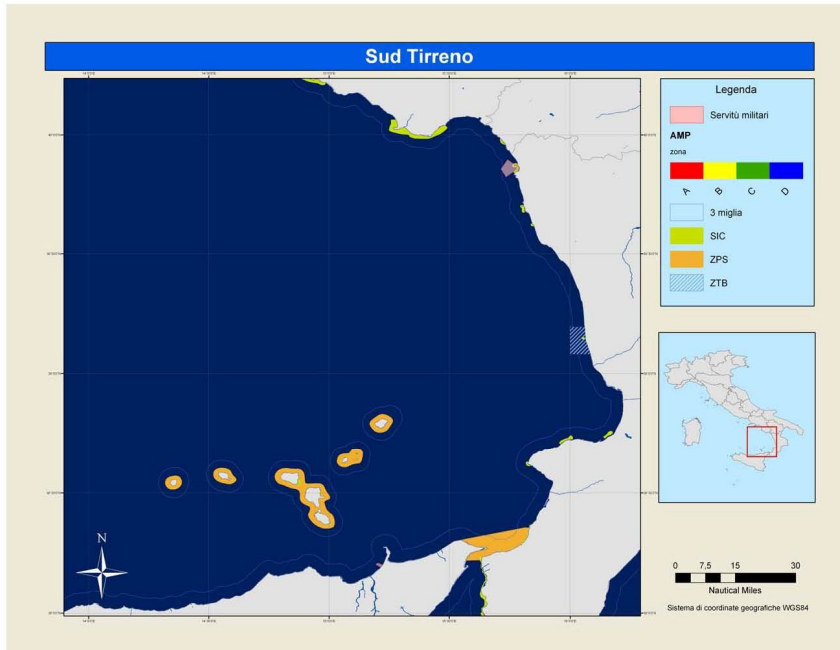 Sud Tirreno
Legenda
Servitù militari
AMP
zona
A B C D
3 miglia
SIC
ZPS
ZTB
N
0 7,5 15 30
Nautical Miles
Sistema di coordinate geografiche WGS84